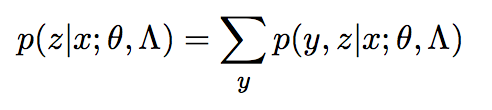 p(z|x; θ, Λ) = ∑_y p(y, z|x; θ, Λ)